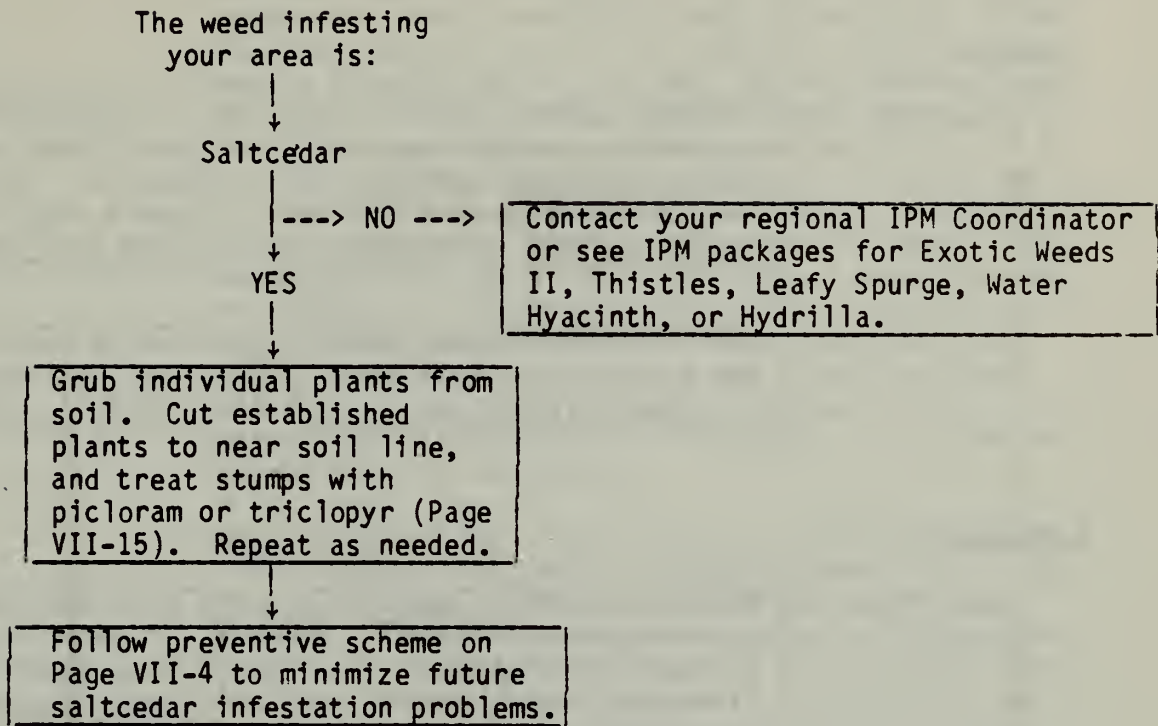 The weed infesting
your area is:
Saltcedar
---> NO --->
Contact your regional IPM Coordinator
or see IPM packages for Exotic Weeds
II, Thistles, Leafy Spurge, Water
Hyacinth, or Hydrilla.
YES
Grub individual plants from
soil. Cut established
plants to near soil line,
and treat stumps with
picloram or triclopyr (Page
VII-15). Repeat as needed.
Follow preventive scheme on
Page VII-4 to minimize future
saltcedar infestation problems.